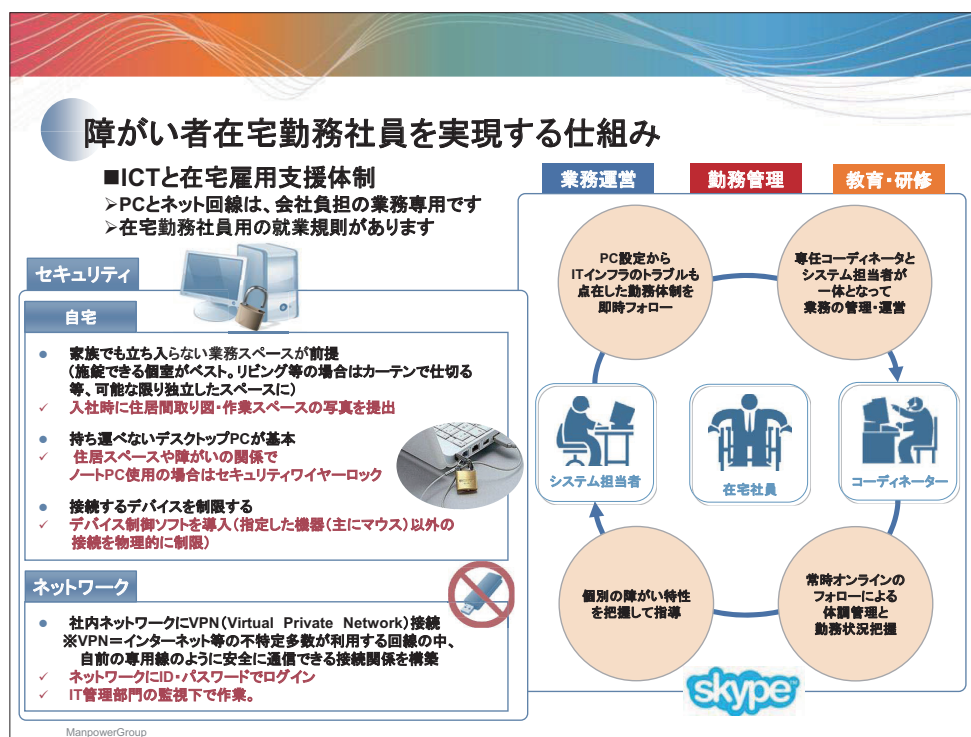 障がい者在宅勤務社員を実現する仕組み
■ICTと在宅雇用支援体制
➢PCとネット回線は、会社負担の業務専用です
➢在宅勤務社員用の就業規則があります
セキュリティ
自宅
● 家族でも立ち入らない業務スペースが前提
(施錠できる個室がベスト。リビング等の場合はカーテンで仕切る
等、可能な限り独立したスペースに)
✓ 入社時に住居間取り図・作業スペースの写真を提出
● 持ち運べないデスクトップPCが基本
✓ 住居スペースや障がいの関係で
ノートPC使用の場合はセキュリティワイヤーロック
● 接続するデバイスを制限する
✓ デバイス制御ソフトを導入(指定した機器(主にマウス)以外の
接続を物理的に制限)
ネットワーク
● 社内ネットワークにVPN(Virtual Private Network)接続
※VPN=インターネット等の不特定多数が利用する回線の中、
自前の専用線のように安全に通信できる接続関係を構築
✓ ネットワークにID・パスワードでログイン
✓ IT管理部門の監視下で作業。
業務運営
勤務管理
教育・研修
PC設定から
ITインフラのトラブルも
点在した勤務体制を
即時フォロー
専任コーディネータと
システム担当者が
一体となって
業務の管理・運営
システム担当者
在宅社員
コーディネーター
個別の障がい特性
を把握して指導
常時オンラインの
フォローによる
体調管理と
勤務状況把握
skype
ManpowerGroup